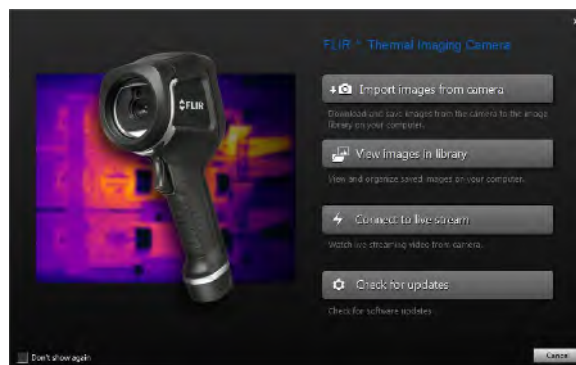 FLIR ™ Thermal Imaging Camera
Import images from camera
Download and save images from the camera to the image
library on your computer.
FLIR
View images in library
View and organize saved images on your computer.
Connect to live stream
Watch live streaming video from camera.
Check for updates
Check for software updates
Don't show again
Cancel